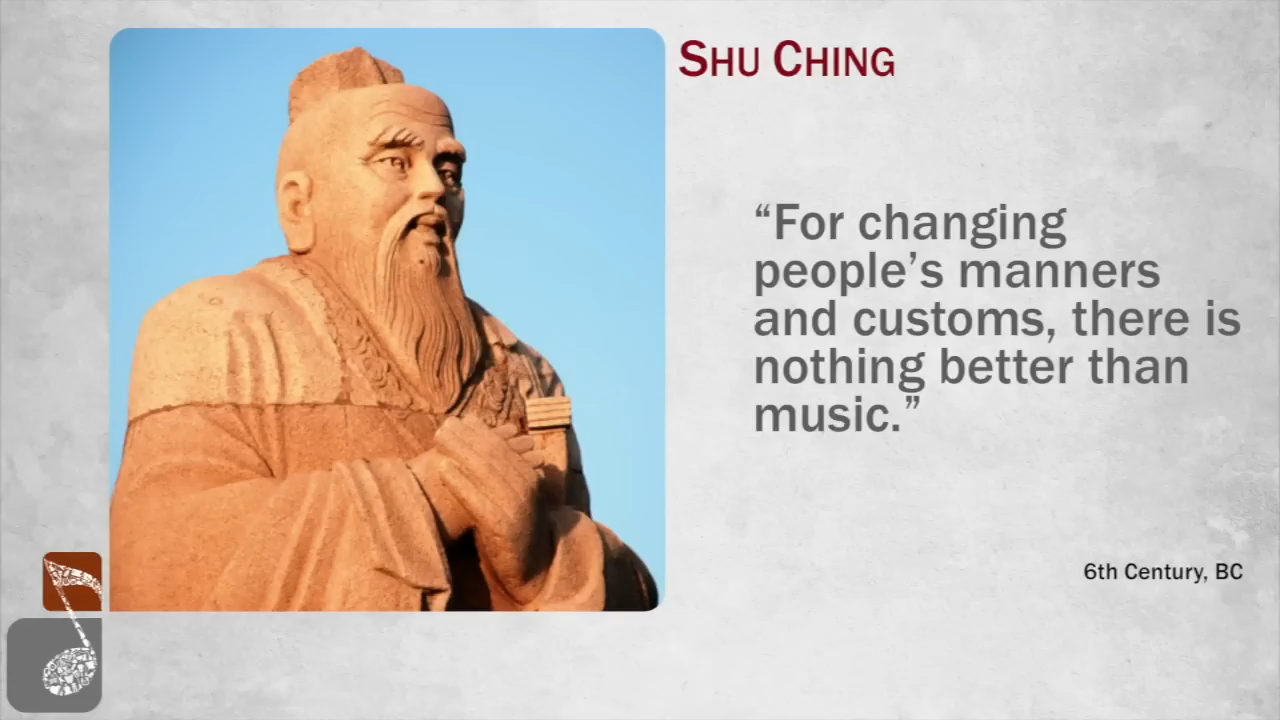 SHU CHING
“For changing
people’s manners
and customs, there is
nothing better than
music.”
6th Century, BC